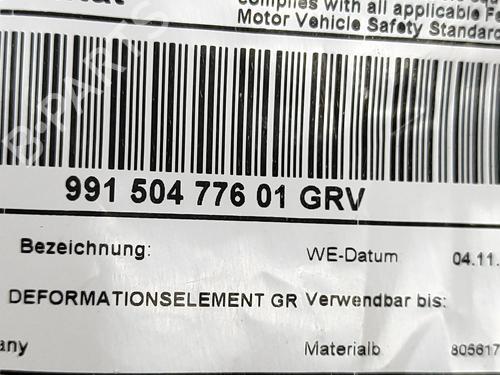 complies with all applicable F
Motor Vehicle Safety Standard
B-PARTS
991 504 776 01 GRV
Bezeichnung:
WE-Datum
04.11.
DEFORMATIONSELEMENT GR
Verwendbar bis:
any
Materialb
805617